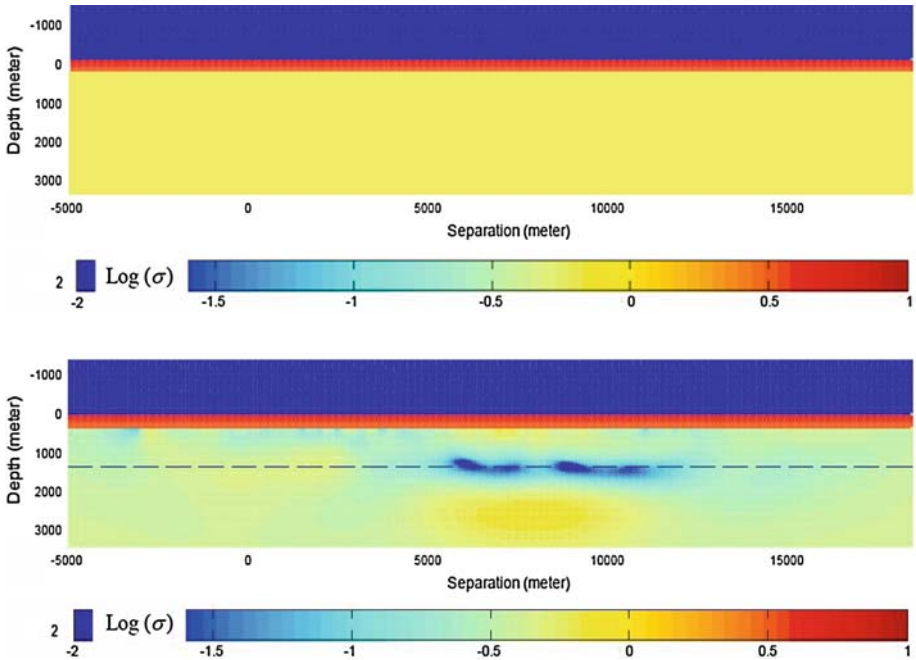 -1000
0
1000
2000
3000
Depth (meter)
-5000 0 5000 10000 15000
Separation (meter)
2 Log (σ)
-2 -1.5 -1 -0.5 0 0.5 1
-1000
0
1000
2000
3000
Depth (meter)
-5000 0 5000 10000 15000
Separation (meter)
2 Log (σ)
-2 -1.5 -1 -0.5 0 0.5 1